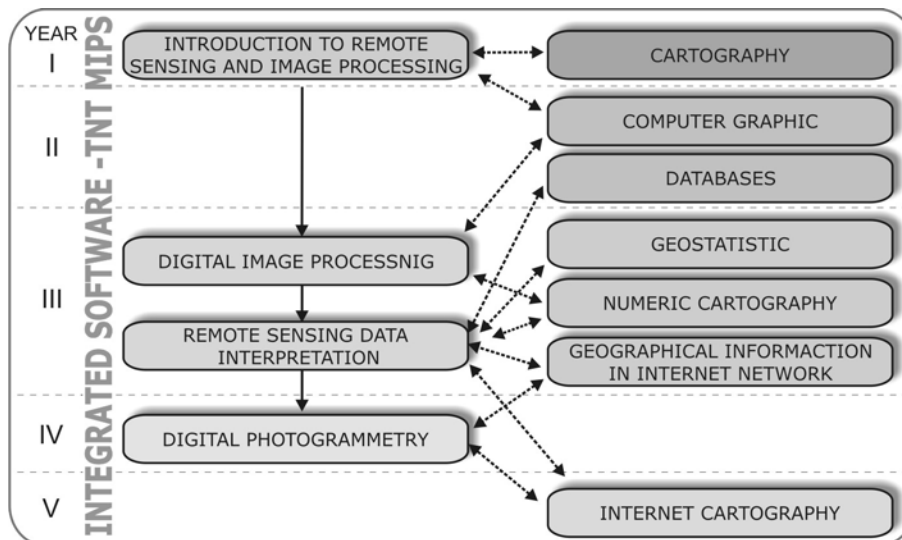 YEAR
I
II
III
IV
V
INTEGRATED SOFTWARE -TNT MIPS
INTRODUCTION TO REMOTE
SENSING AND IMAGE PROCESSING
CARTOGRAPHY
COMPUTER GRAPHIC
DATABASES
GEOSTATISTIC
DIGITAL IMAGE PROCESSNIG
NUMERIC CARTOGRAPHY
REMOTE SENSING DATA
INTERPRETATION
GEOGRAPHICAL INFORMACTION
IN INTERNET NETWORK
DIGITAL PHOTOGRAMMETRY
INTERNET CARTOGRAPHY